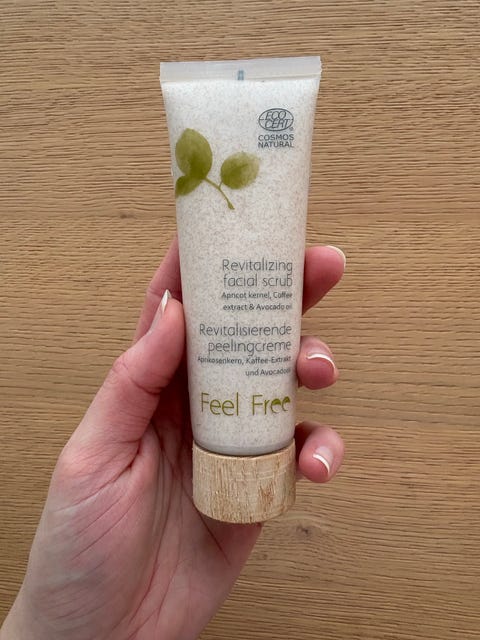 ECO
CERT
COSMOS
NATURAL
Revitalizing
facial scrub
Apricot kernel, Coffee
extract & Avocado oil
Revitalisierende
peelingcreme
Aprikosenkern, Kaffee-Extrakt
und Avocadoöl
Feel Free